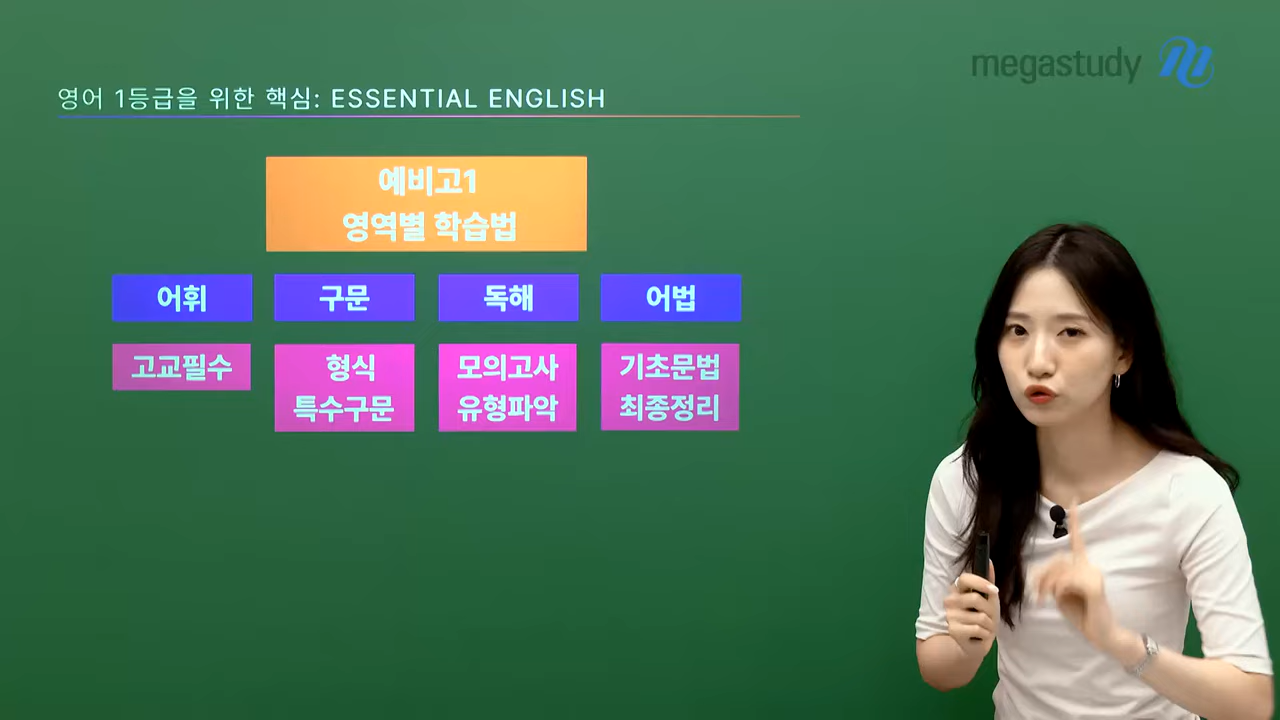 megastudy
영어 1등급을 위한 핵심: ESSENTIAL ENGLISH
예비고1
영역별 학습법
어휘
구문
독해
어법
고교필수
형식
특수구문
모의고사
유형파악
기초문법
최종정리